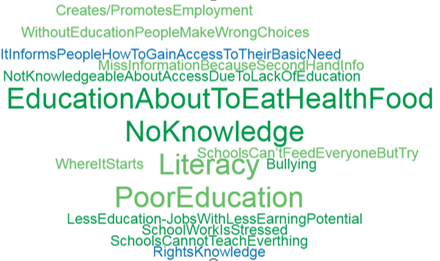 Creates/PromotesEmployment
WithoutEducationPeopleMakeWrongChoices
ItInformsPeopleHowToGainAccessToTheirBasicNeed
MissInformationBecauseSecondHandInfo
NotKnowledgeableAboutAccessDueToLackOfEducation
EducationAboutToEatHealthFood
NoKnowledge
SchoolsCan'tFeedEveryoneButTry
WhereItStarts
Literacy
Bullying
PoorEducation
LessEducation-JobsWithLessEarningPotential
SchoolWorkIsStressed
SchoolsCannotTeachEverthing
RightsKnowledge